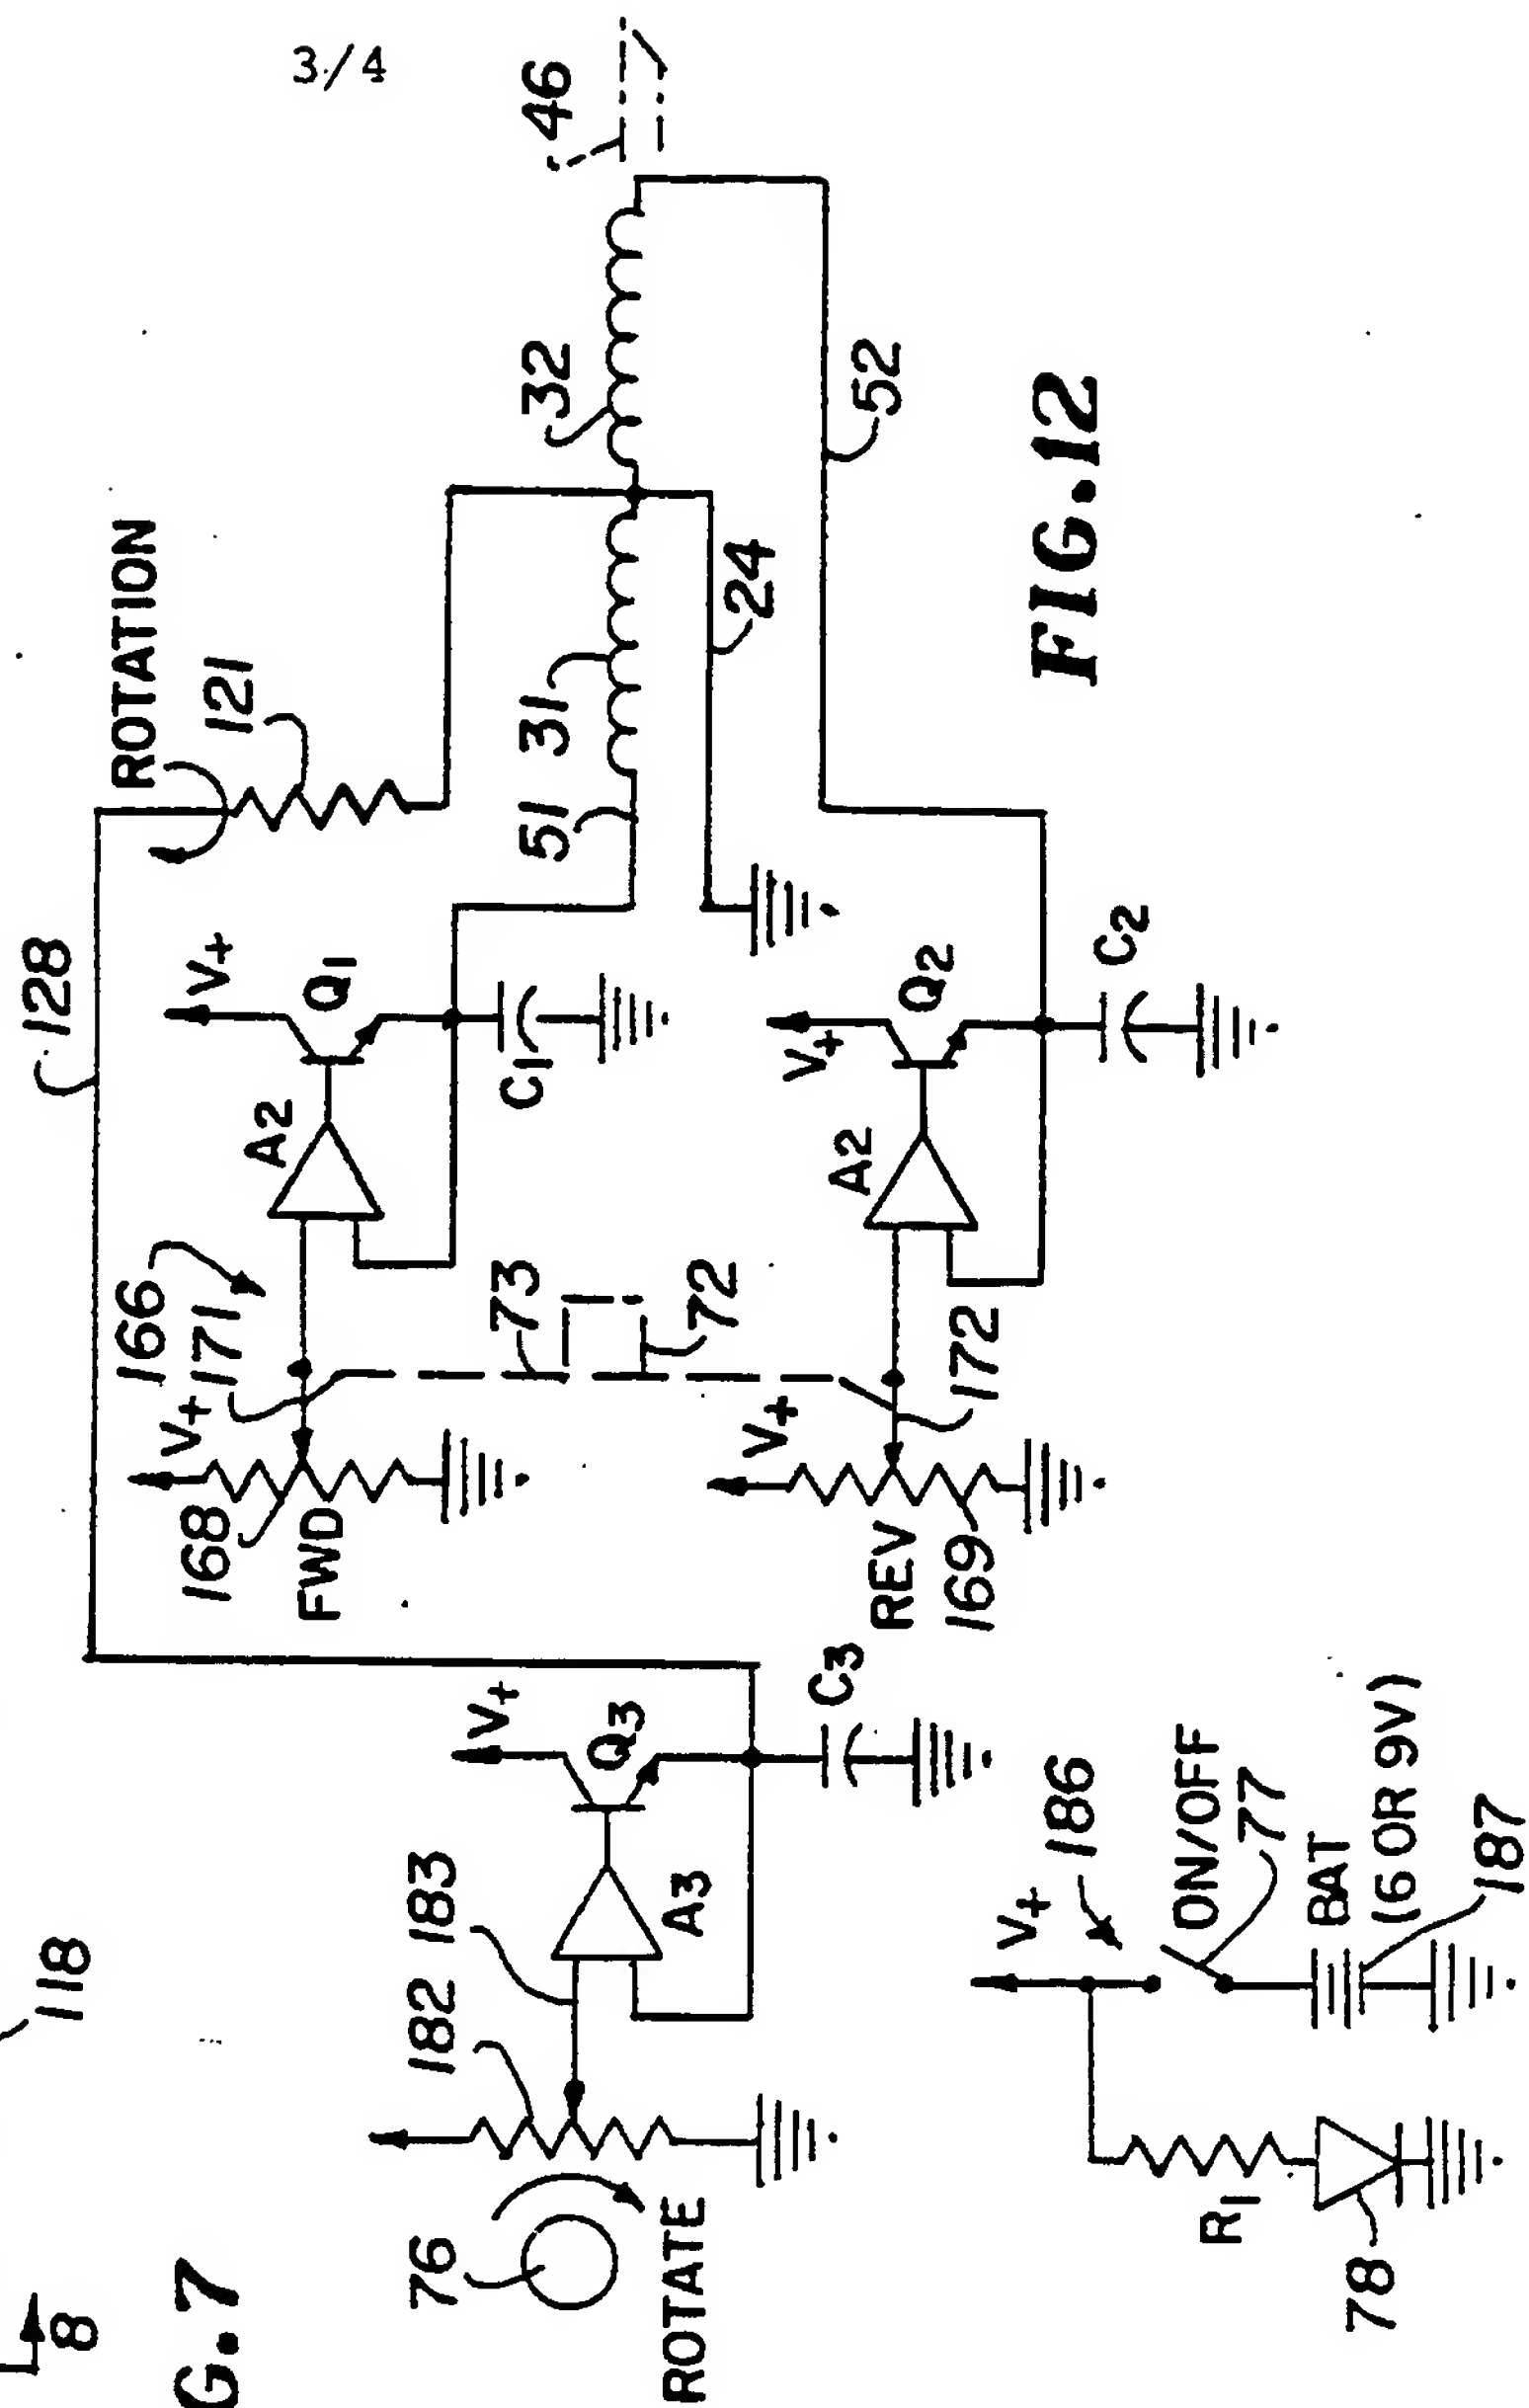 3/4
46
32
52
FIG.12
ROTATION
121
24
51 31
128
V+
Q1
C1
A2
V+
Q2
C2
A2
166
171
73
72
172
V+
168
FWD
V+
REV
169
V+
Q3
C3
A3
182 183
76
ROTATE
V+
186
ON/OFF
77
BAT
(6 OR 9V)
187
R1
78
118
8
G.7